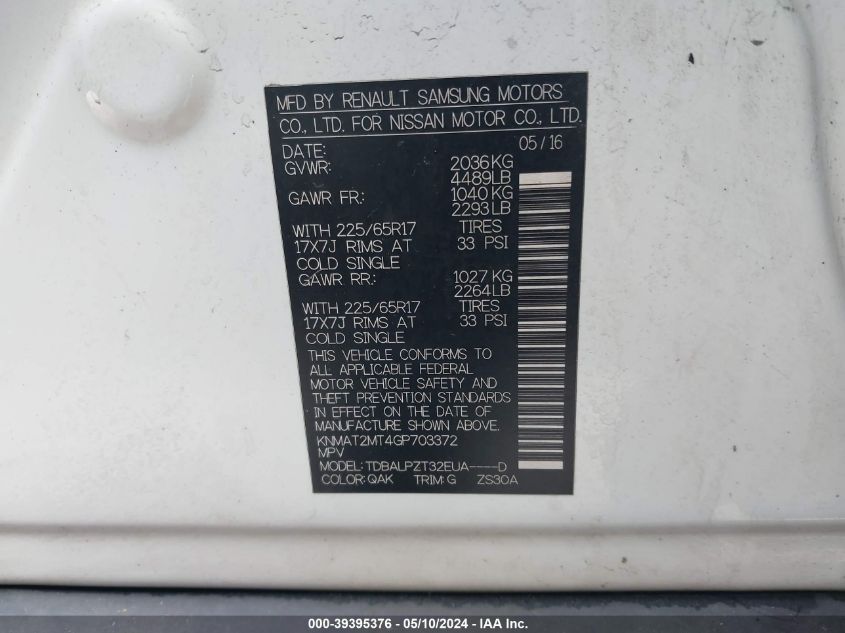 MFD BY RENAULT SAMSUNG MOTORS
CO., LTD. FOR NISSAN MOTOR CO., LTD.
DATE: 05/16
GVWR: 2036KG
4489LB
GAWR FR.: 1040KG
2293LB
WITH 225/65R17 TIRES
17X7J RIMS AT 33 PSI
COLD SINGLE
GAWR RR.: 1027KG
2264LB
WITH 225/65R17 TIRES
17X7J RIMS AT 33 PSI
COLD SINGLE
THIS VEHICLE CONFORMS TO
ALL APPLICABLE FEDERAL
MOTOR VEHICLE SAFETY AND
THEFT PREVENTION STANDARDS
IN EFFECT ON THE DATE OF
MANUFACTURE SHOWN ABOVE.
KNMAT2MT4GP703372
MPV
MODEL: TDBALPZT32EUA----D
COLOR: QAK TRIM: G ZS30A
000-39395376 - 05/10/2024 - IAA Inc.